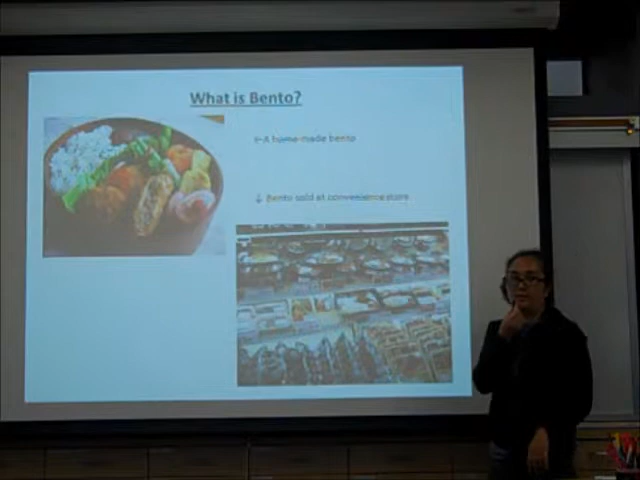 What is Bento?
←A home-made bento
↓ Bento sold at convenience store